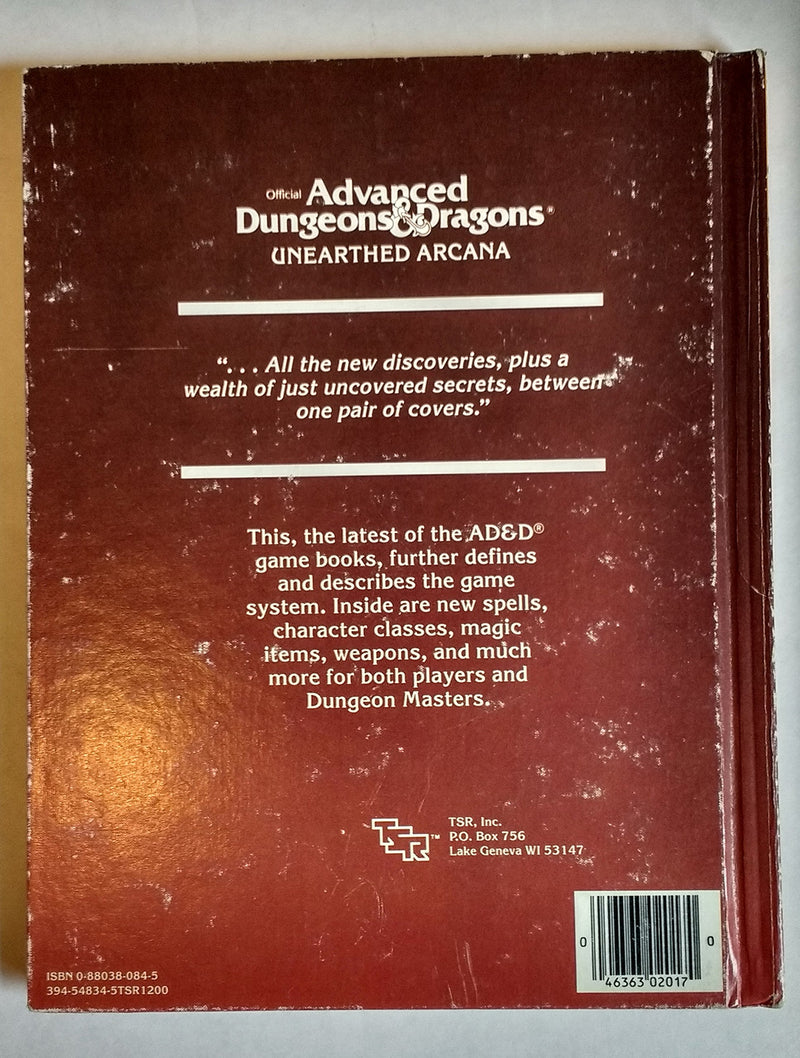 Official Advanced
Dungeons & Dragons®
UNEARTHED ARCANA
“. . . All the new discoveries, plus a
wealth of just uncovered secrets, between
one pair of covers.”
This, the latest of the AD&D®
game books, further defines
and describes the game
system. Inside are new spells,
character classes, magic
items, weapons, and much
more for both players and
Dungeon Masters.
TSR™
TSR, Inc.
P.O. Box 756
Lake Geneva WI 53147
0 46363 02017 0
ISBN 0-88038-084-5
394-54834-5TSR1200